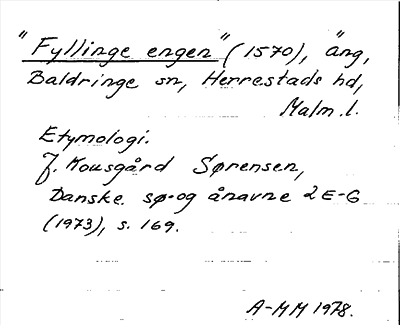 "Fyllinge engen" (1570), äng,
Baldringe sn, Herrestads hd,
Malm. l.
Etymologi.
J. Kousgård Sørensen,
Danske sø- og ånavne 2 E-G
(1973), s. 169.
A-MM 1978.